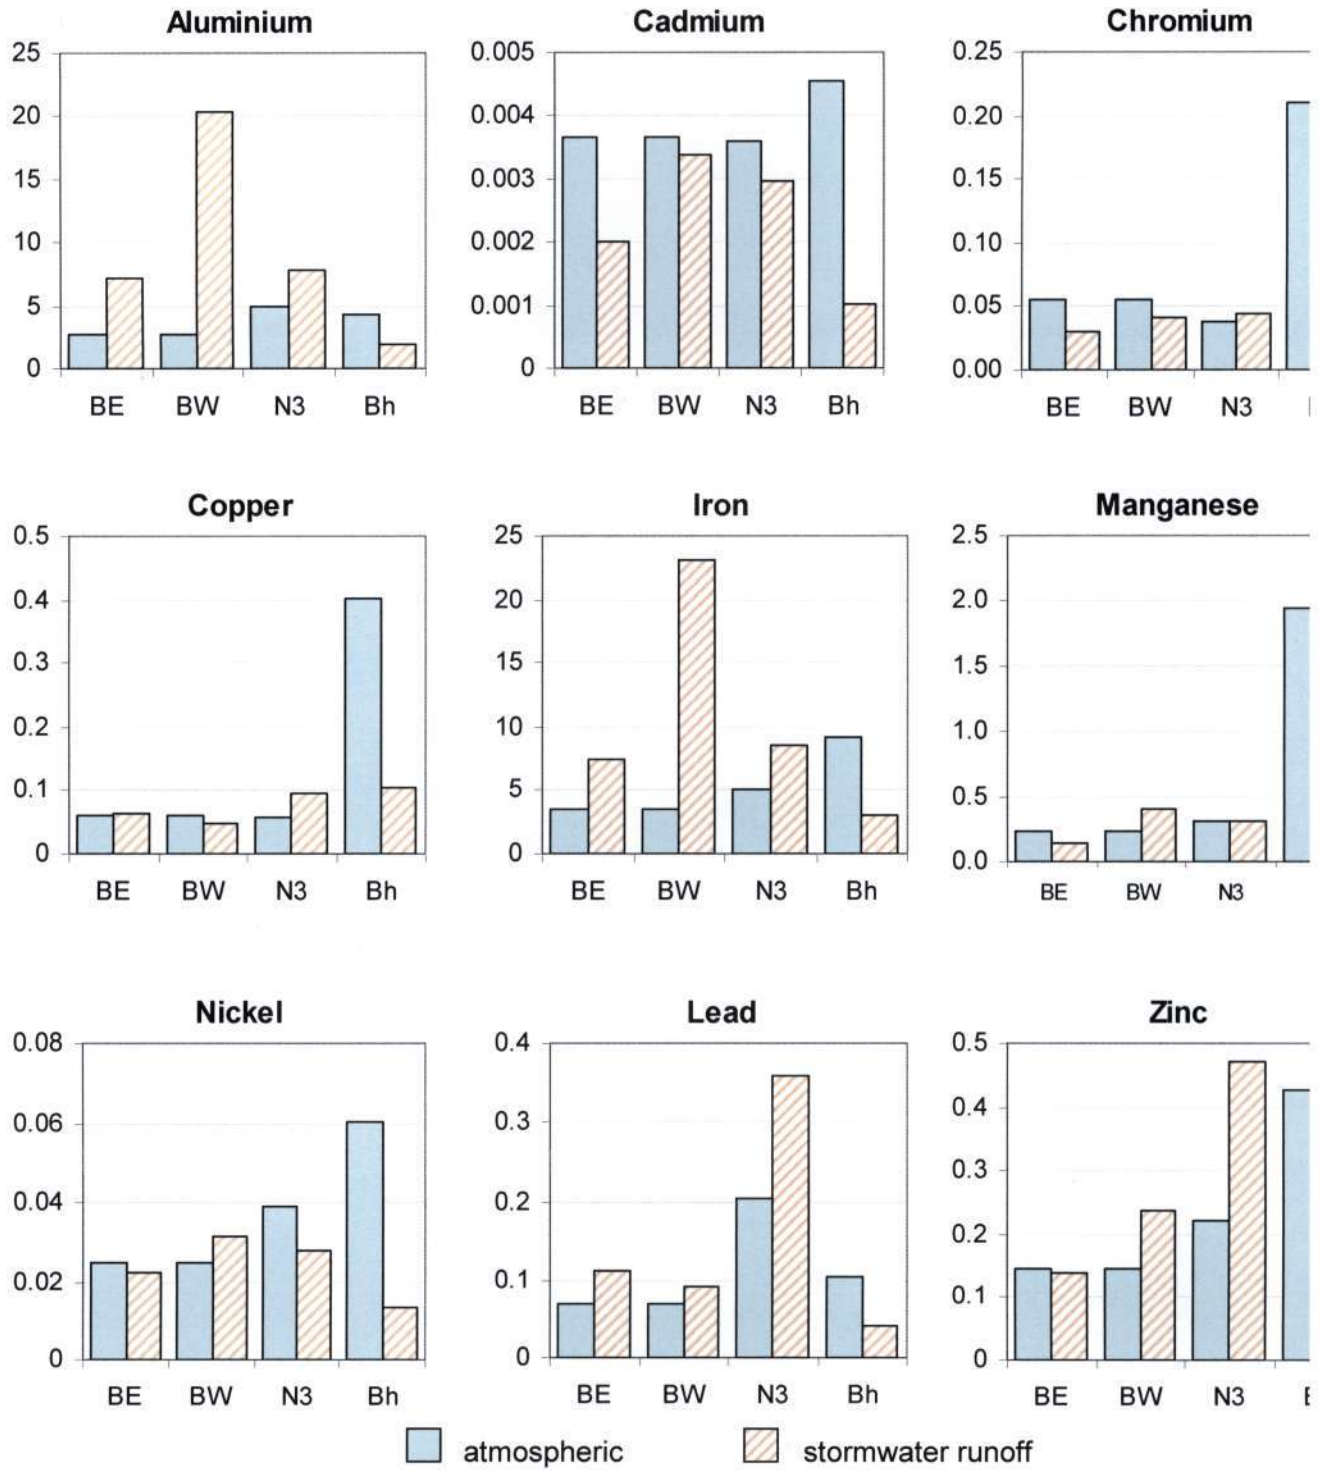 Aluminium
25
20
15
10
5
0
BE BW N3 Bh
Cadmium
0.005
0.004
0.003
0.002
0.001
0
BE BW N3 Bh
Chromium
0.25
0.20
0.15
0.10
0.05
0.00
BE BW N3
Copper
0.5
0.4
0.3
0.2
0.1
0
BE BW N3 Bh
Iron
25
20
15
10
5
0
BE BW N3 Bh
Manganese
2.5
2.0
1.5
1.0
0.5
0.0
BE BW N3
Nickel
0.08
0.06
0.04
0.02
0
BE BW N3 Bh
Lead
0.4
0.3
0.2
0.1
0
BE BW N3 Bh
Zinc
0.5
0.4
0.3
0.2
0.1
0
BE BW N3
atmospheric
stormwater runoff